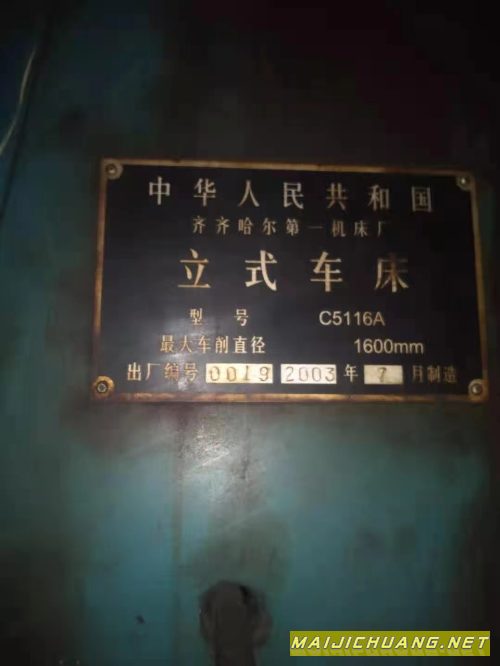 中华人民共和国
齐齐哈尔第一机床厂
立式车床
型号 C5116A
最大车削直径 1600mm
出厂编号 0019 2003 年 7 月制造
MAIJICHUANG.NET